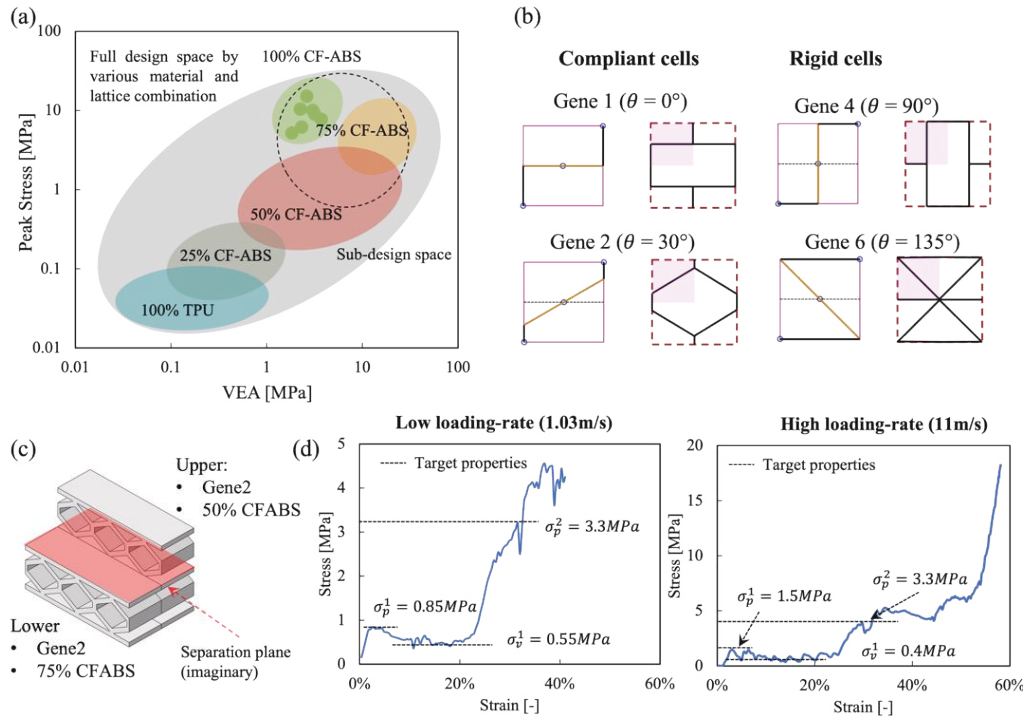 (a)
100
10
1
0.1
0.01
Peak Stress [MPa]
Full design space by
various material and
lattice combination
100% CF-ABS
75% CF-ABS
50% CF-ABS
Sub-design space
25% CF-ABS
100% TPU
0.01
0.1
1
10
100
VEA [MPa]
(b)
Compliant cells
Rigid cells
Gene 1 (θ = 0°)
Gene 4 (θ = 90°)
Gene 2 (θ = 30°)
Gene 6 (θ = 135°)
(c)
Upper:
• Gene2
• 50% CFABS
Lower
• Gene2
• 75% CFABS
Separation plane
(imaginary)
(d)
Low loading-rate (1.03m/s)
5
4
3
2
1
0
Stress [MPa]
Target properties
σ_p^2 = 3.3MPa
σ_p^1 = 0.85MPa
σ_v^1 = 0.55MPa
0%
20%
40%
60%
Strain [-]
High loading-rate (11m/s)
20
15
10
5
0
Stress [MPa]
Target properties
σ_p^2 = 3.3MPa
σ_p^1 = 1.5MPa
σ_v^1 = 0.4MPa
0%
20%
40%
60%
Strain [-]